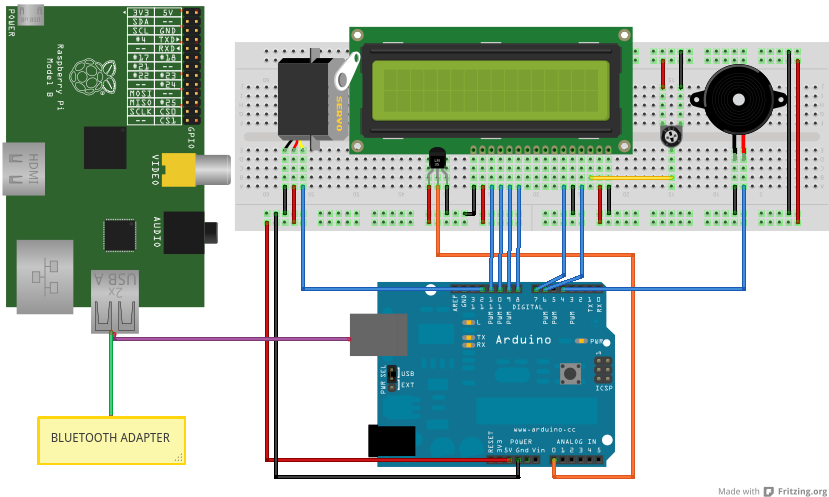 POWER
3V3 5V
SDA --
SCL GND
#4 TXD
-- RXD
#17 #18
#21 --
#22 #23
-- #24
MOSI --
MISO #25
SCLK CS0
-- CS1
Raspberry Pi
Model B
GPIO
HDMI
VIDEO
AUDIO
2x
USB A
BLUETOOTH ADAPTER
SERVO
AREF
GND
13
12
11
10
9
8
7
6
5
4
3
2
1
0
PWM
PWM
PWM
PWM
PWM
PWM
TX
RX
DIGITAL
L
TX
RX
Arduino
PWR
ICSP
PWR SEL
USB
EXT
www.arduino.cc
RESET
3V3
5V Gnd Vin
POWER
ANALOG IN
0 1 2 3 4 5
Made with Fritzing.org